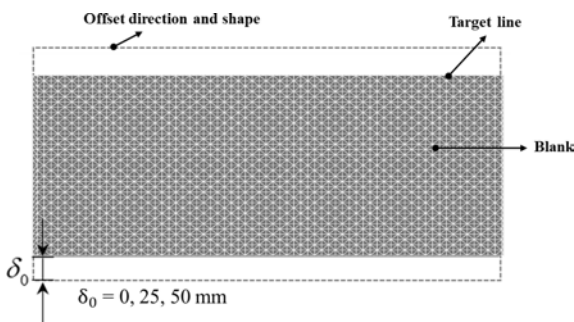 Offset direction and shape
Target line
Blank
δ₀
δ₀ = 0, 25, 50 mm